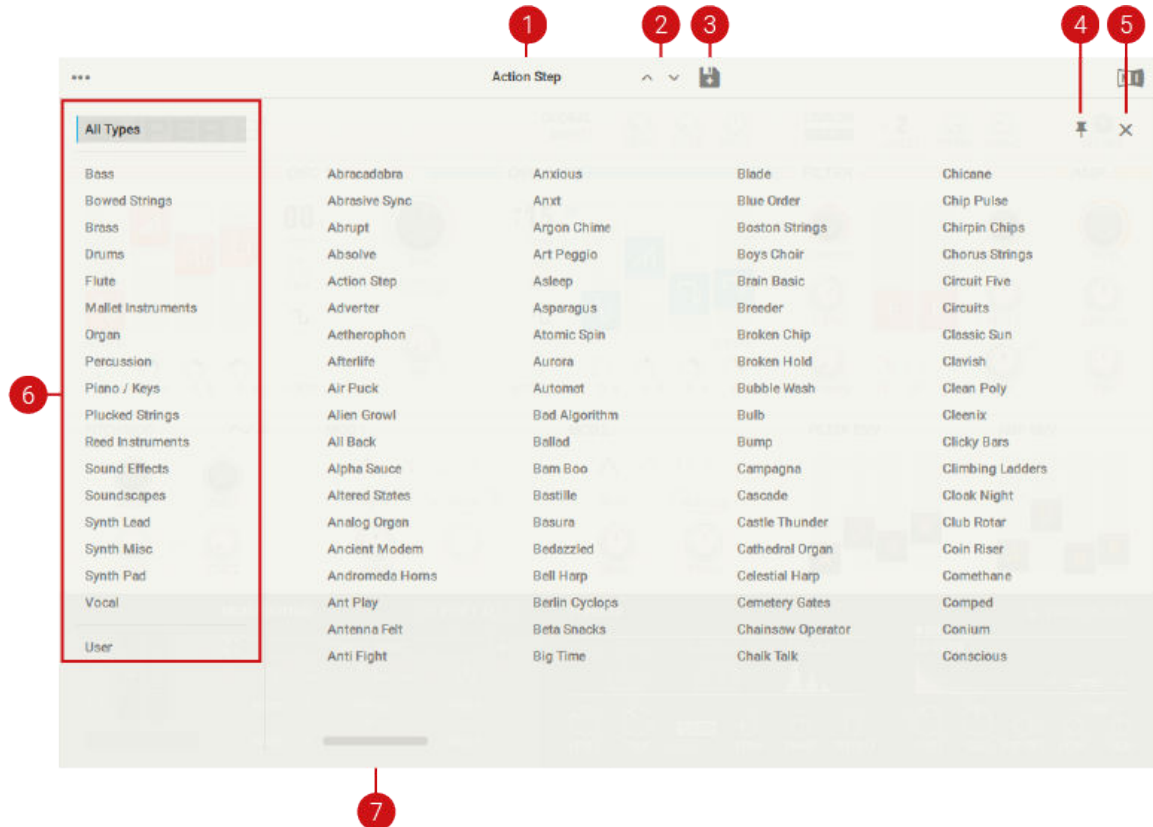 1 2 3 4 5
••• Action Step
All Types
Bass Abracadabra Anxious Blade Chicane
Bowed Strings Abrasive Sync Anxt Blue Order Chip Pulse
Brass Abrupt Argon Chime Boston Strings Chirpin Chips
Drums Absolve Art Peggio Boys Choir Chorus Strings
Flute Action Step Asleep Brain Basic Circuit Five
Mallet Instruments Adverter Asparagus Breeder Circuits
Organ Aetherophon Atomic Spin Broken Chip Classic Sun
Percussion Afterlife Aurora Broken Hold Clavish
6 Piano / Keys Air Puck Automat Bubble Wash Clean Poly
Plucked Strings Alien Growl Bad Algorithm Bulb Cleenix
Reed Instruments All Back Ballad Bump Clicky Bars
Sound Effects Alpha Sauce Bam Boo Campagna Climbing Ladders
Soundscapes Altered States Bastille Cascade Cloak Night
Synth Lead Analog Organ Basura Castle Thunder Club Rotar
Synth Misc Ancient Modem Bedazzled Cathedral Organ Coin Riser
Synth Pad Andromeda Horns Bell Harp Celestial Harp Comethane
Vocal Ant Play Berlin Cyclops Cemetery Gates Comped
Antenna Felt Beta Snacks Chainsaw Operator Conium
User Anti Fight Big Time Chalk Talk Conscious
7